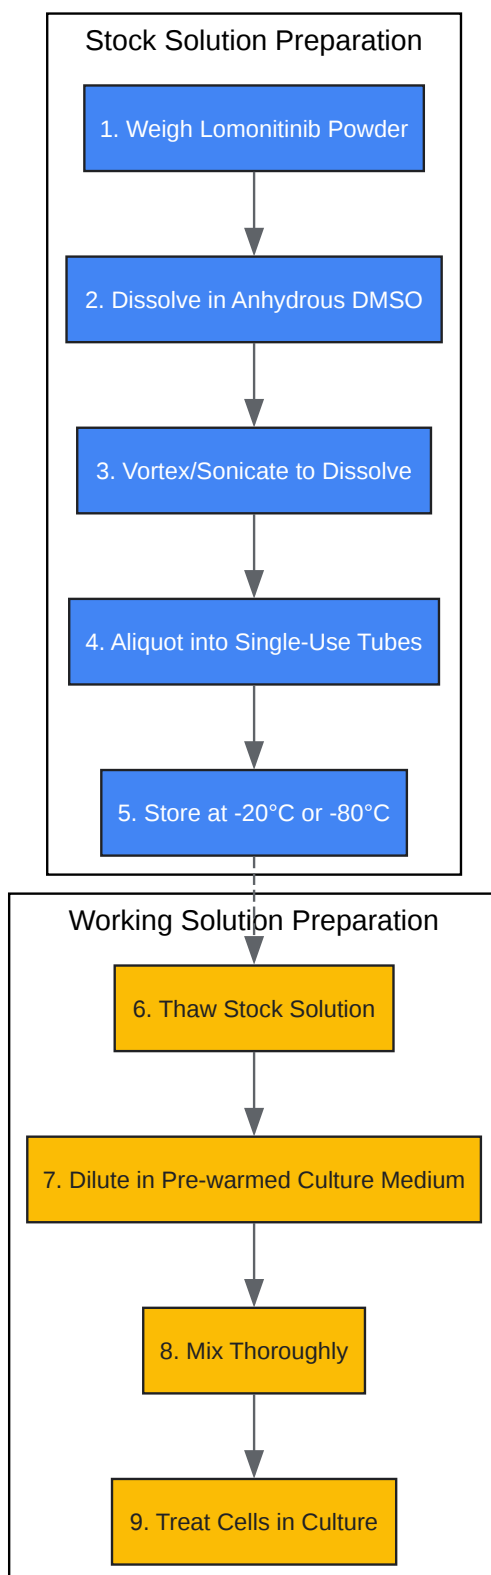 Stock Solution Preparation
1. Weigh Lomonitinib Powder
2. Dissolve in Anhydrous DMSO
3. Vortex/Sonicate to Dissolve
4. Aliquot into Single-Use Tubes
5. Store at -20°C or -80°C
Working Solution Preparation
6. Thaw Stock Solution
7. Dilute in Pre-warmed Culture Medium
8. Mix Thoroughly
9. Treat Cells in Culture